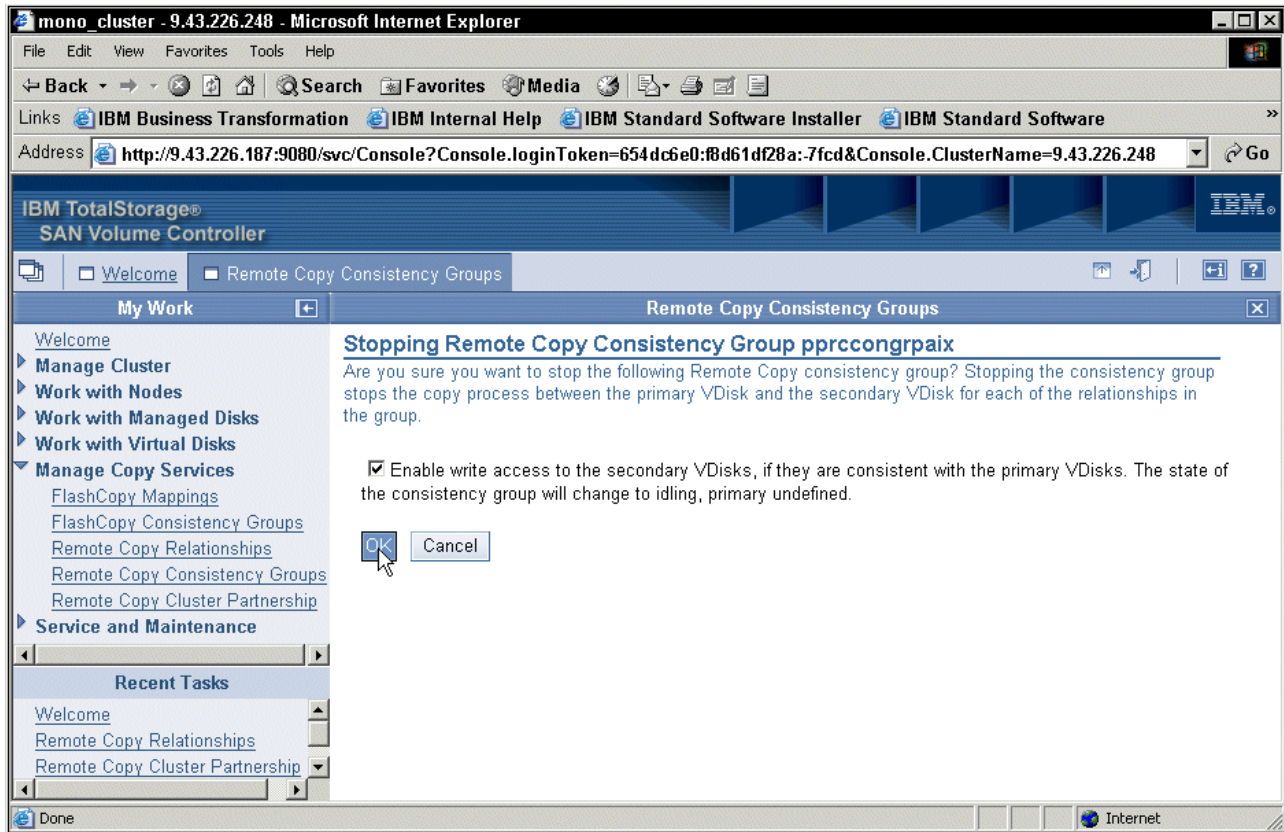 mono_cluster - 9.43.226.248 - Microsoft Internet Explorer
File Edit View Favorites Tools Help
Back Search Favorites Media
Links IBM Business Transformation IBM Internal Help IBM Standard Software Installer IBM Standard Software »
Address http://9.43.226.187:9080/svc/Console?Console.loginToken=654dc6e0:f8d61df28a:-7fcd&Console.ClusterName=9.43.226.248 Go
IBM TotalStorage®
SAN Volume Controller
IBM®
Welcome Remote Copy Consistency Groups
My Work
Remote Copy Consistency Groups
Welcome
Manage Cluster
Work with Nodes
Work with Managed Disks
Work with Virtual Disks
Manage Copy Services
FlashCopy Mappings
FlashCopy Consistency Groups
Remote Copy Relationships
Remote Copy Consistency Groups
Remote Copy Cluster Partnership
Service and Maintenance
Recent Tasks
Welcome
Remote Copy Relationships
Remote Copy Cluster Partnership
Stopping Remote Copy Consistency Group pprccongrpaix
Are you sure you want to stop the following Remote Copy consistency group? Stopping the consistency group
stops the copy process between the primary VDisk and the secondary VDisk for each of the relationships in
the group.
Enable write access to the secondary VDisks, if they are consistent with the primary VDisks. The state of
the consistency group will change to idling, primary undefined.
OK Cancel
Done Internet